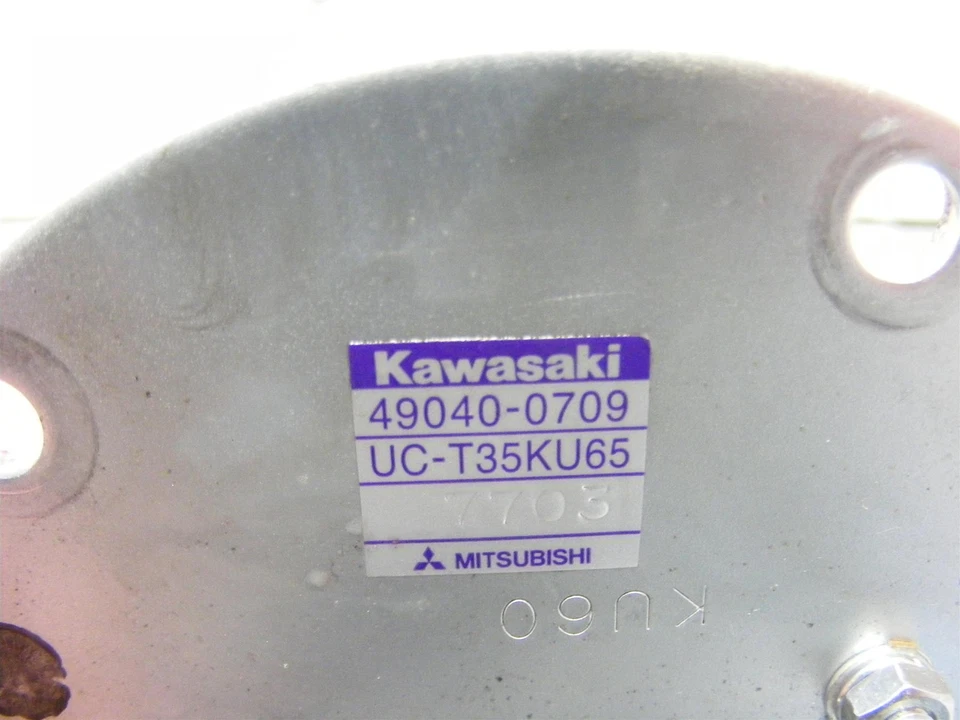 Kawasaki
49040-0709
UC-T35KU65
7703
MITSUBISHI
KU60